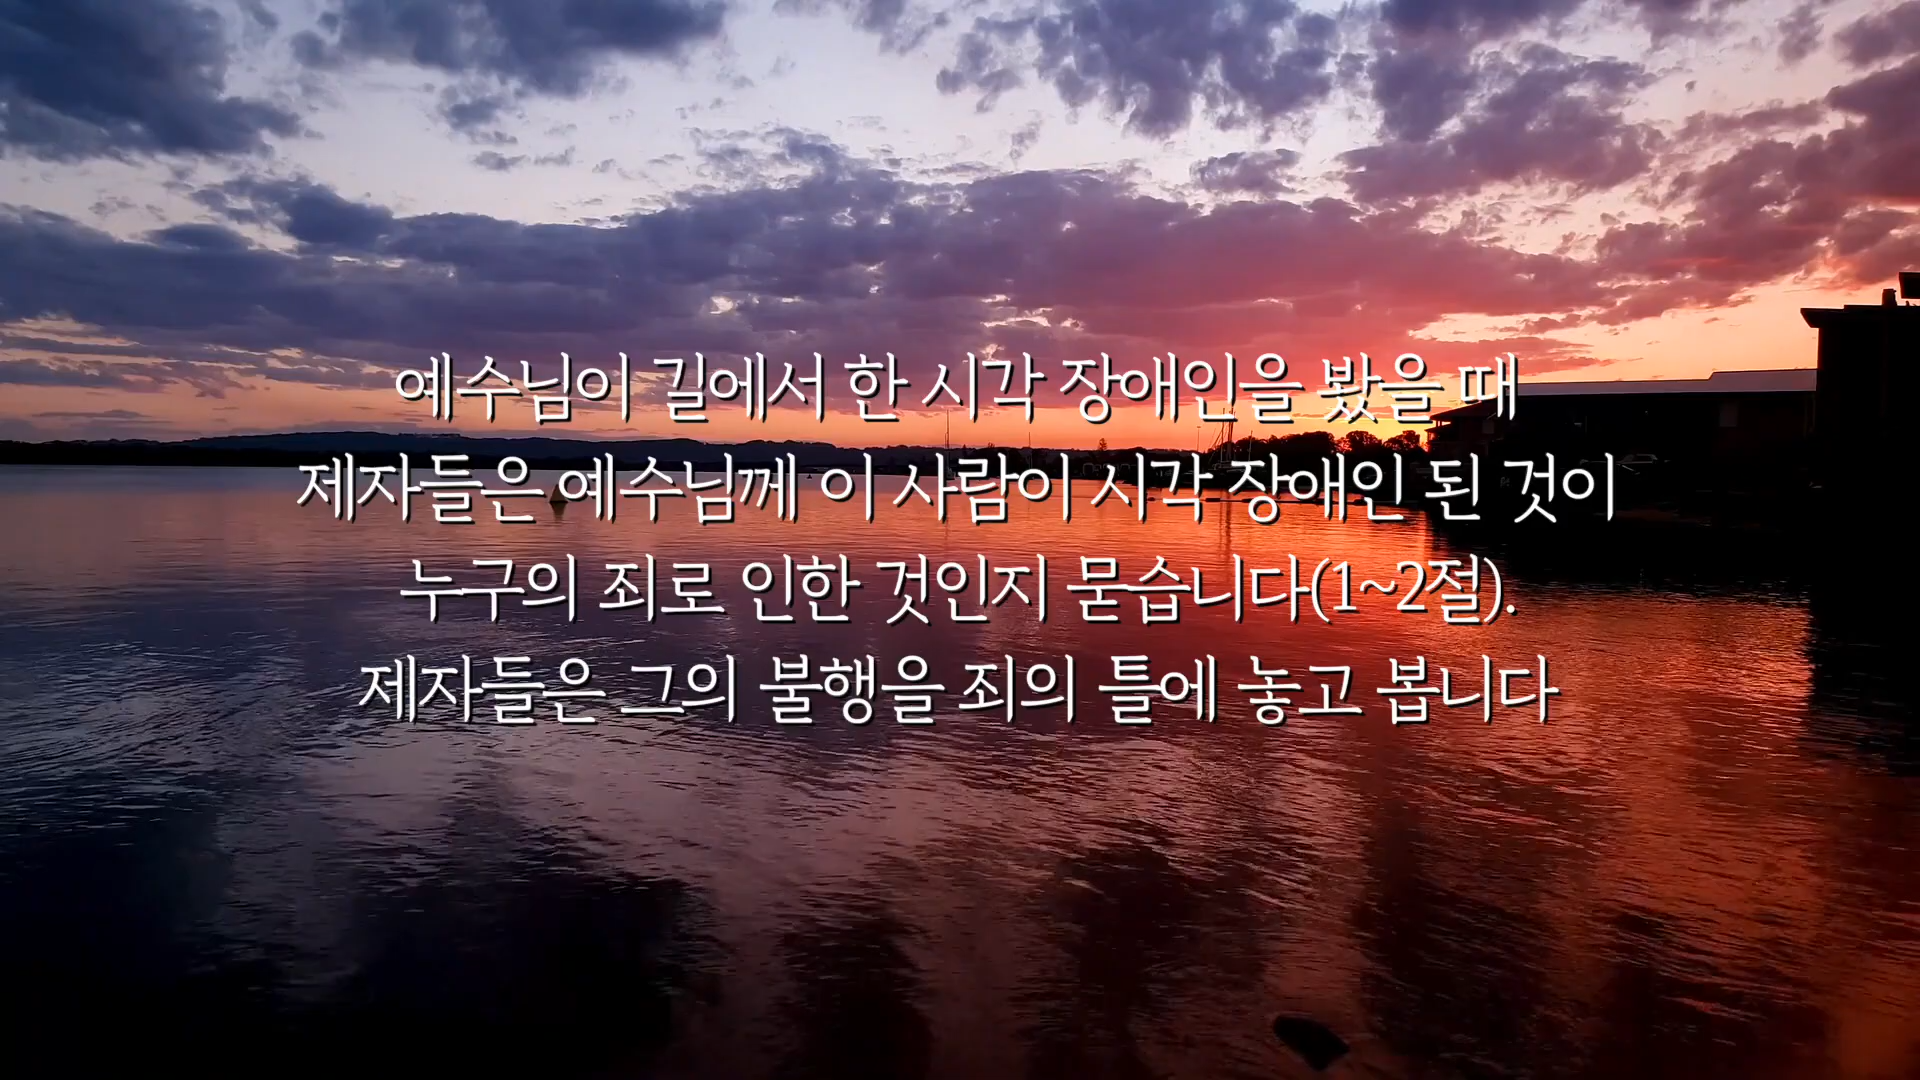 예수님이 길에서 한 시각 장애인을 봤을 때
제자들은 예수님께 이 사람이 시각 장애인 된 것이
누구의 죄로 인한 것인지 묻습니다(1~2절).
제자들은 그의 불행을 죄의 틀에 놓고 봅니다